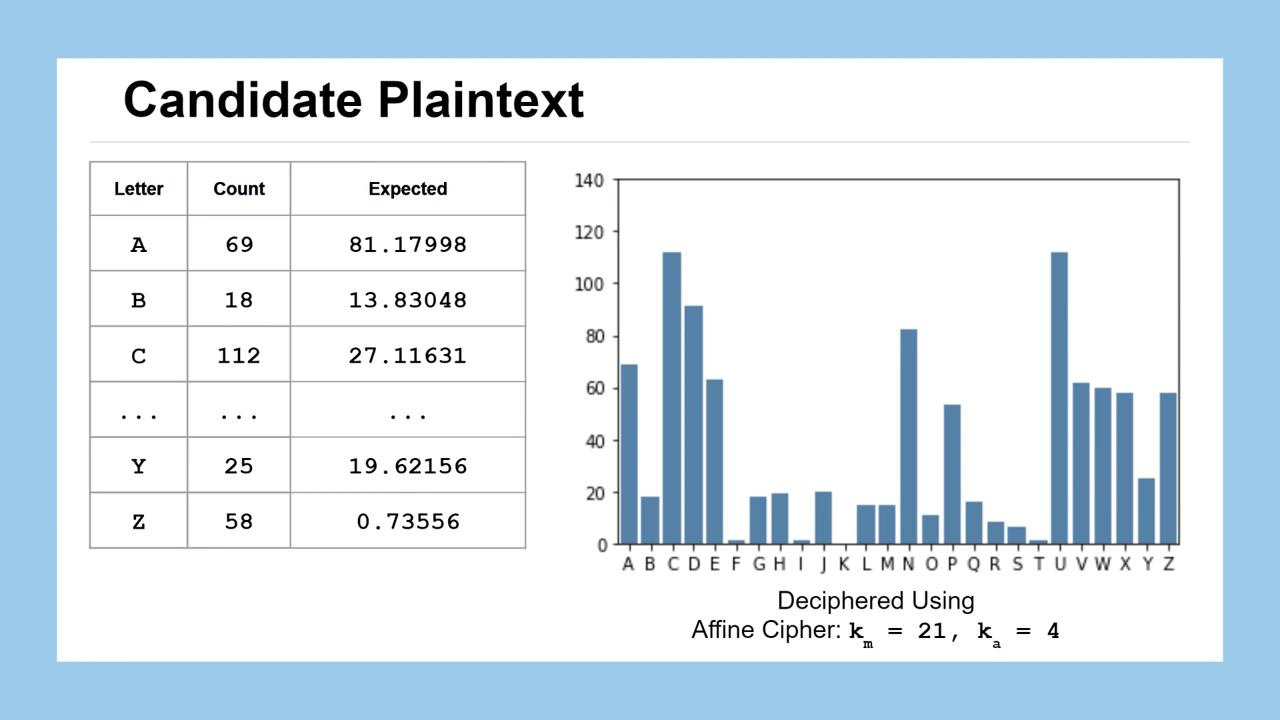 Candidate Plaintext
Letter Count Expected
A 69 81.17998
B 18 13.83048
C 112 27.11631
... ... ...
Y 25 19.62156
Z 58 0.73556
140
120
100
80
60
40
20
0
A B C D E F G H I J K L M N O P Q R S T U V W X Y Z
Deciphered Using
Affine Cipher: km = 21, ka = 4